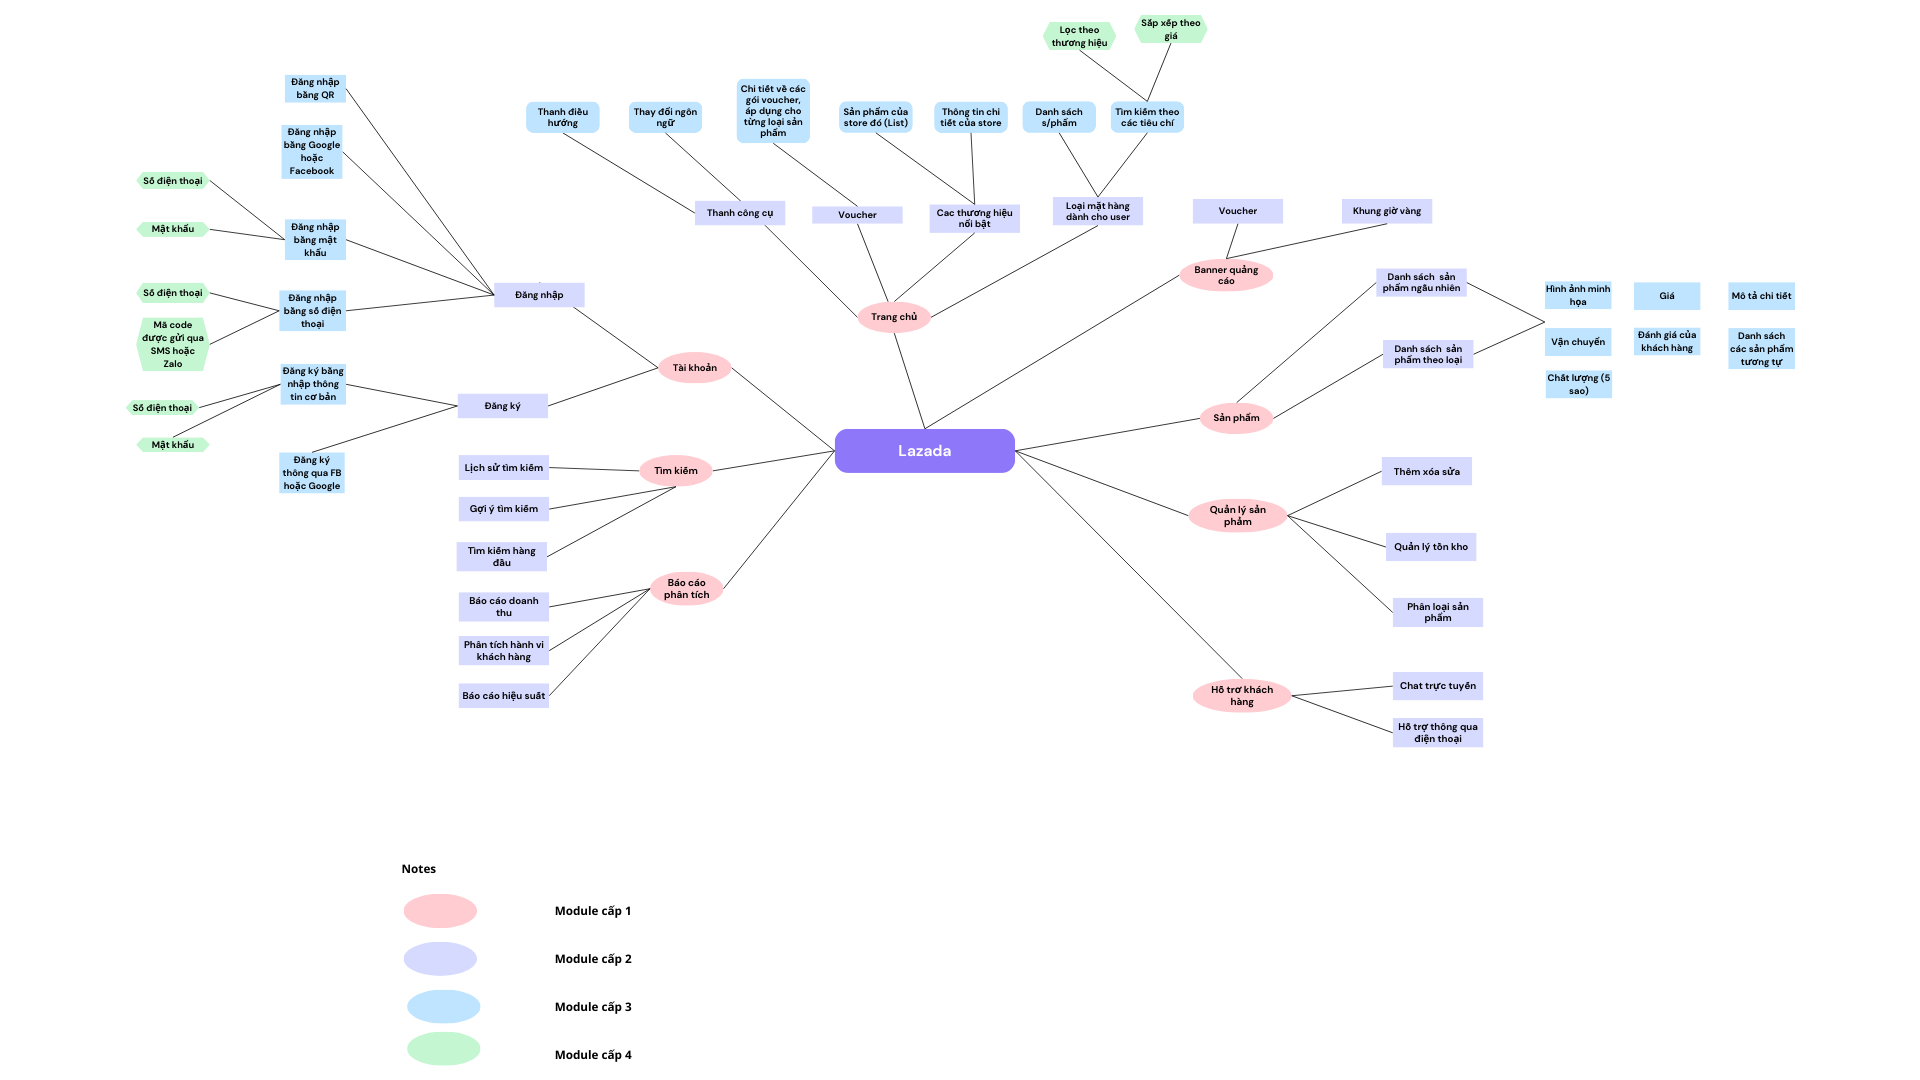 Lọc theo
thương hiệu
Sắp xếp theo
giá
Đăng nhập
bằng QR
Đăng nhập
bằng Google
hoặc
Facebook
Số điện thoại
Mật khẩu
Đăng nhập
bằng mật
khẩu
Số điện thoại
Mã code
được gửi qua
SMS hoặc
Zalo
Đăng nhập
bằng số điện
thoại
Đăng ký bằng
nhập thông
tin cơ bản
Số điện thoại
Mật khẩu
Đăng ký
thông qua FB
hoặc Google
Đăng nhập
Đăng ký
Tài khoản
Thanh điều
hướng
Thay đổi ngôn
ngữ
Chi tiết về các
gói voucher,
áp dụng cho
từng loại sản
phẩm
Sản phẩm của
store đó (List)
Thông tin chi
tiết của store
Danh sách
s/phẩm
Tìm kiếm theo
các tiêu chí
Thanh công cụ
Voucher
Cac thương hiệu
nổi bật
Loại mặt hàng
dành cho user
Trang chủ
Voucher
Khung giờ vàng
Banner quảng
cáo
Danh sách sản
phẩm ngẫu nhiên
Danh sách sản
phẩm theo loại
Hình ảnh minh
họa
Giá
Mô tả chi tiết
Vận chuyển
Đánh giá của
khách hàng
Danh sách
các sản phẩm
tương tự
Chất lượng (5
sao)
Sản phẩm
Lazada
Lịch sử tìm kiếm
Gợi ý tìm kiếm
Tìm kiếm hàng
đầu
Tìm kiếm
Báo cáo
phân tích
Báo cáo doanh
thu
Phân tích hành vi
khách hàng
Báo cáo hiệu suất
Quản lý sản
phảm
Thêm xóa sửa
Quản lý tồn kho
Phân loại sản
phẩm
Hỗ trơ khách
hàng
Chat trực tuyến
Hỗ trợ thông qua
điện thoại
Notes
Module cấp 1
Module cấp 2
Module cấp 3
Module cấp 4